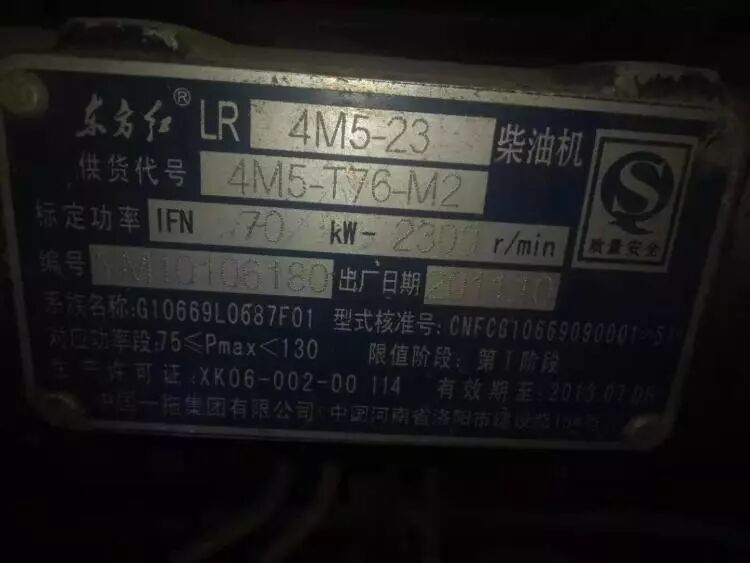 东方红® LR 4M5-23 柴油机
供货代号 4M5-T76-M2
标定功率 IFN 70/ kW- 2300 r/min
质量安全
编号 10106180 出厂日期
系族名称:G10669L0687F01 型式核准号:
对应功率段:75≤Pmax<130 限值阶段:第Ⅰ阶段
生产许可证:XK06-002-00114 有效期至:
中国一拖集团有限公司 中国河南省洛阳市建设路